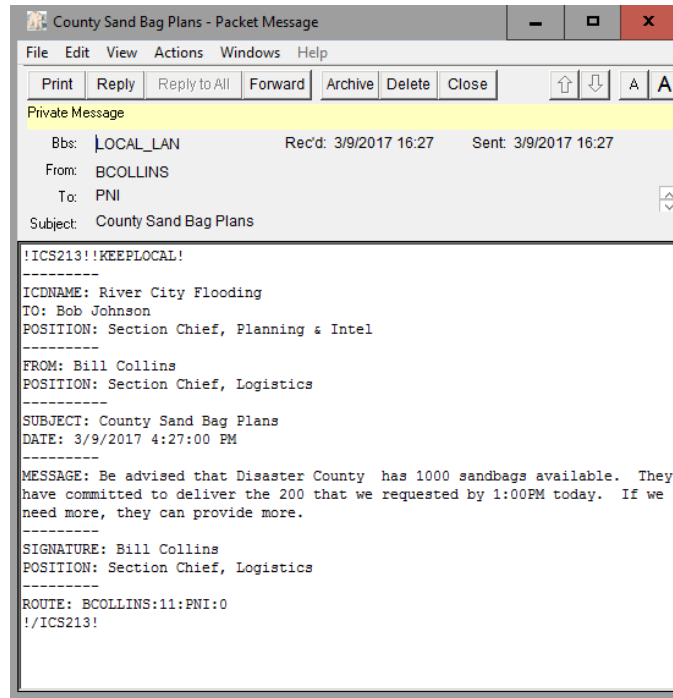 County Sand Bag Plans - Packet Message
File Edit View Actions Windows Help
Print Reply Reply to All Forward Archive Delete Close A A
Private Message
Bbs: LOCAL_LAN Rec'd: 3/9/2017 16:27 Sent: 3/9/2017 16:27
From: BCOLLINS
To: PNI
Subject: County Sand Bag Plans
!ICS213!!KEEPLOCAL!
---------
ICDNAME: River City Flooding
TO: Bob Johnson
POSITION: Section Chief, Planning & Intel
---------
FROM: Bill Collins
POSITION: Section Chief, Logistics
----------
SUBJECT: County Sand Bag Plans
DATE: 3/9/2017 4:27:00 PM
---------
MESSAGE: Be advised that Disaster County  has 1000 sandbags available.  They
have committed to deliver the 200 that we requested by 1:00PM today.  If we
need more, they can provide more.
---------
SIGNATURE: Bill Collins
POSITION: Section Chief, Logistics
---------
ROUTE: BCOLLINS:11:PNI:0
!/ICS213!